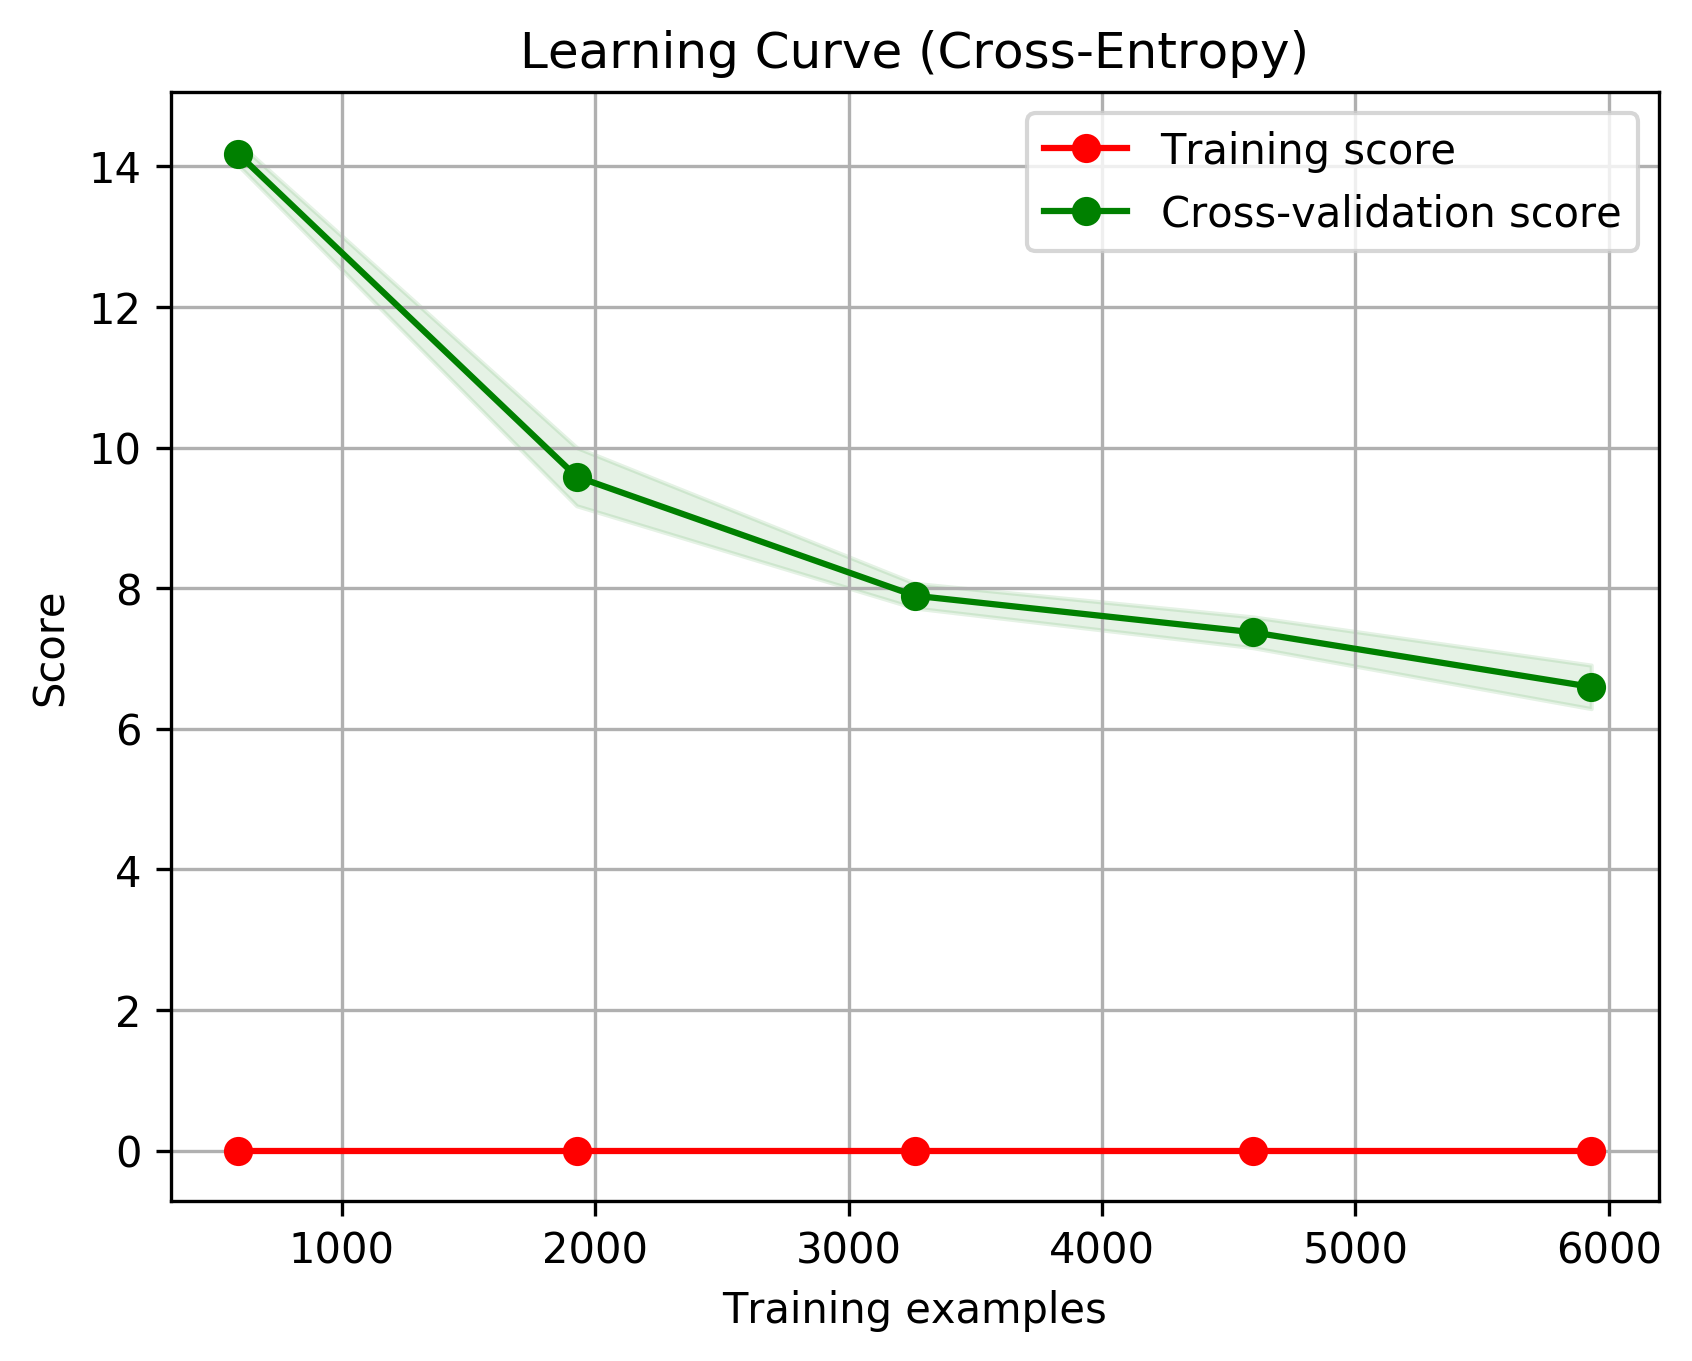 Learning Curve (Cross-Entropy)
Training score
Cross-validation score
14
12
10
8
6
4
2
0
Score
1000 2000 3000 4000 5000 6000
Training examples